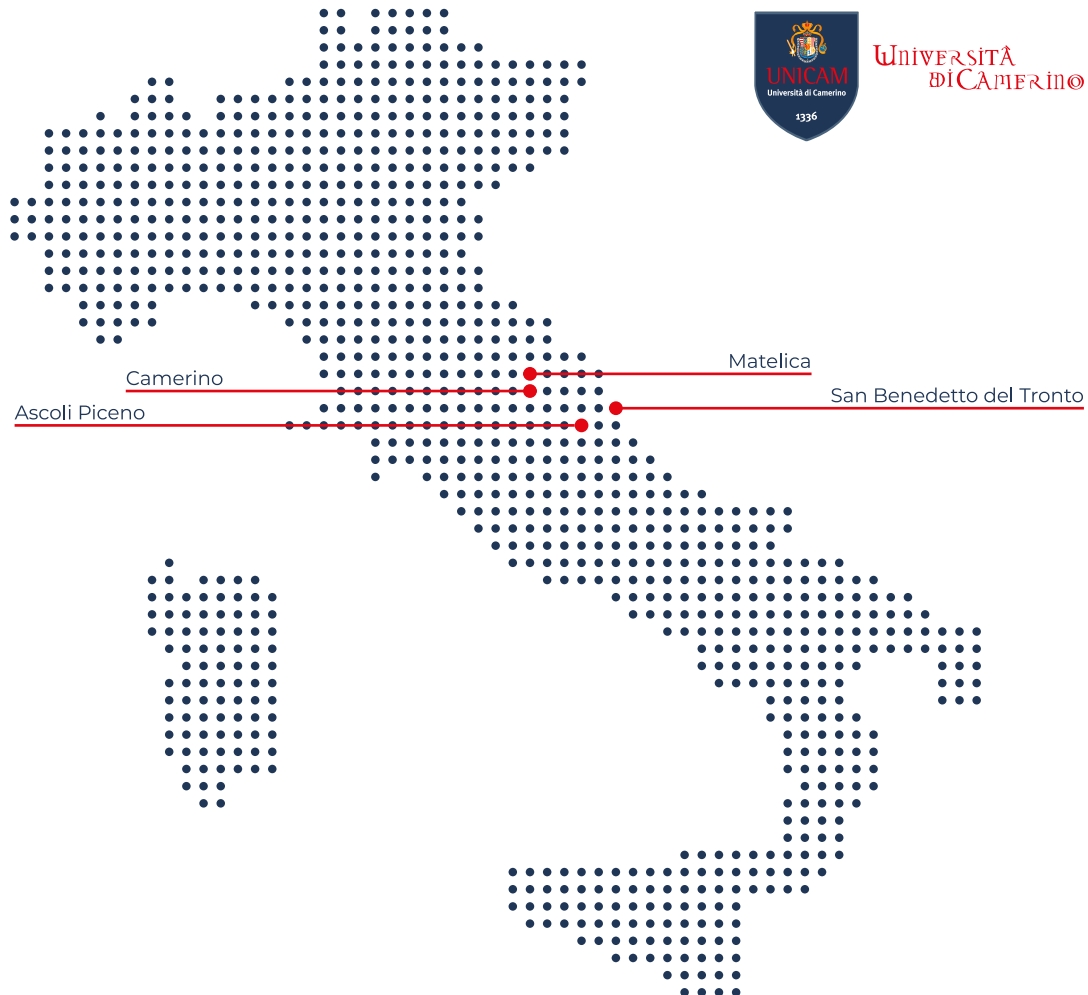 UNICAM
Università di Camerino
1336
UNIVERSITÀ
DI CAMERINO
Matelica
Camerino
San Benedetto del Tronto
Ascoli Piceno